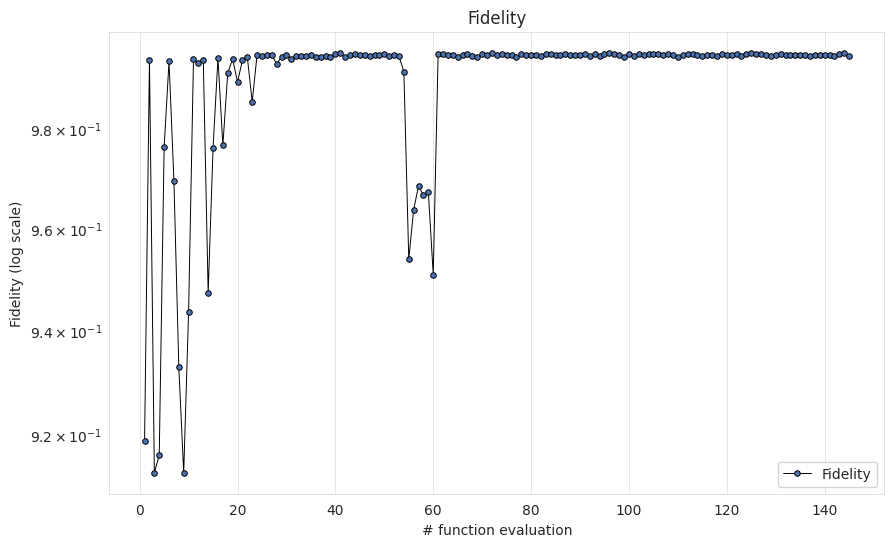 Fidelity
Fidelity (log scale)
9.8 × 10⁻¹
9.6 × 10⁻¹
9.4 × 10⁻¹
9.2 × 10⁻¹
0 20 40 60 80 100 120 140
# function evaluation
Fidelity